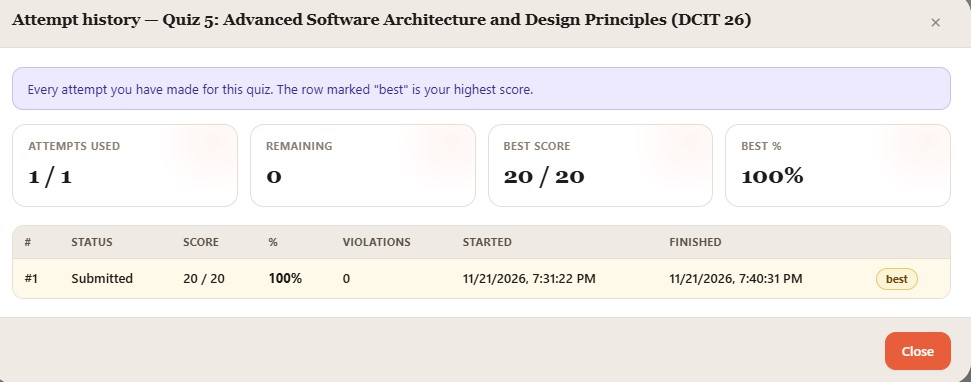 Attempt history — Quiz 5: Advanced Software Architecture and Design Principles (DCIT 26)
×
Every attempt you have made for this quiz. The row marked "best" is your highest score.
ATTEMPTS USED REMAINING BEST SCORE BEST %
1 / 1 0 20 / 20 100%
# STATUS SCORE % VIOLATIONS STARTED FINISHED
#1 Submitted 20 / 20 100% 0 11/21/2026, 7:31:22 PM 11/21/2026, 7:40:31 PM best
Close